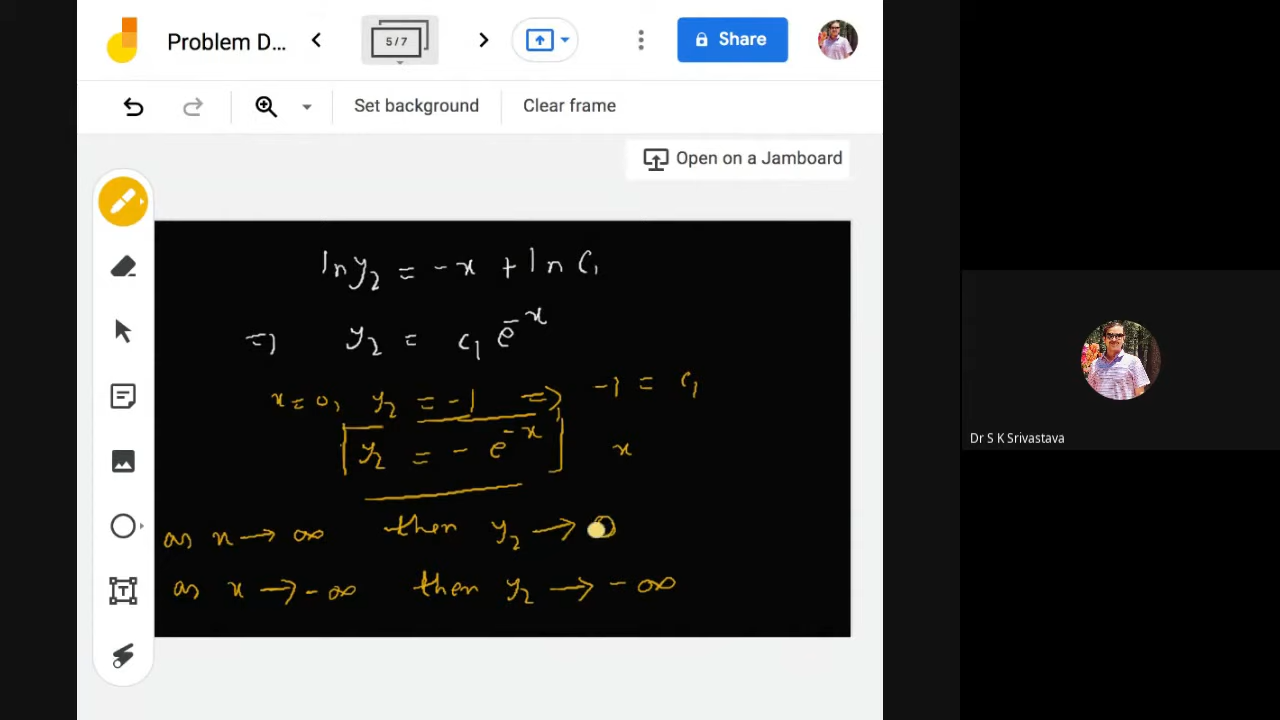 Problem D...
5/7
Share
Set background
Clear frame
Open on a Jamboard
ln y₂ = -x + ln C₁
=> y₂ = c₁ e⁻ˣ
x = 0, y₂ = -1 => -1 = c₁
[y₂ = - e⁻ˣ] x
as x → ∞ then y₂ → 0
as x → -∞ then y₂ → -∞
Dr S K Srivastava